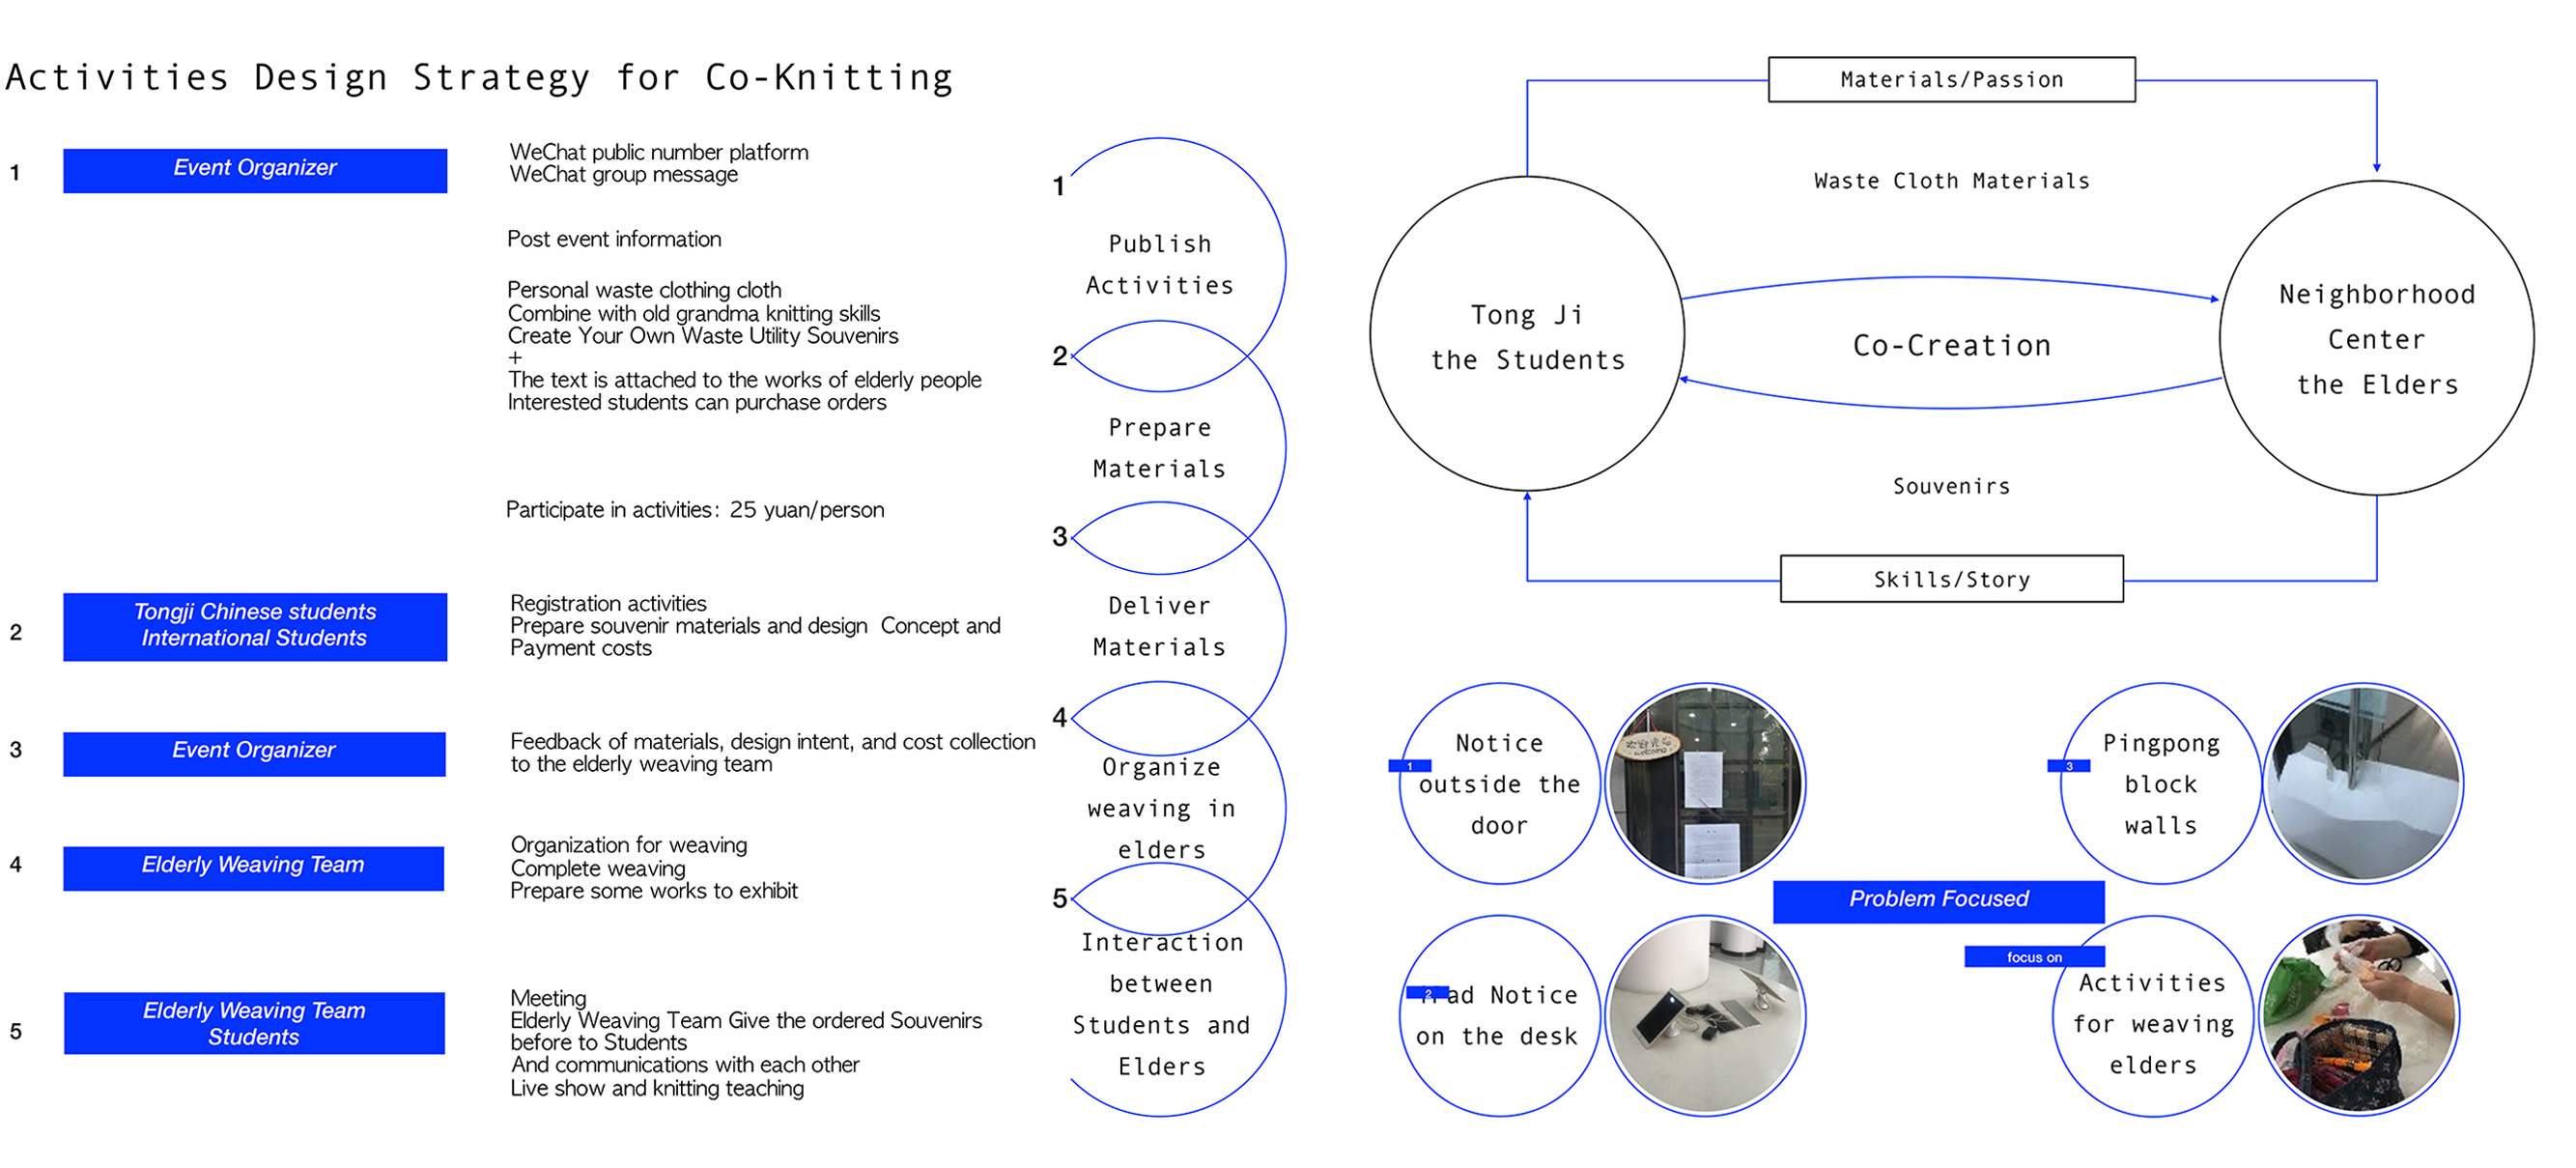 Activities Design Strategy for Co-Knitting
1
Event Organizer
WeChat public number platform
WeChat group message
Post event information
Personal waste clothing cloth
Combine with old grandma knitting skills
Create Your Own Waste Utility Souvenirs
+
The text is attached to the works of elderly people
Interested students can purchase orders
Participate in activities: 25 yuan/person
2
Tongji Chinese students
International Students
Registration activities
Prepare souvenir materials and design Concept and
Payment costs
3
Event Organizer
Feedback of materials, design intent, and cost collection
to the elderly weaving team
4
Elderly Weaving Team
Organization for weaving
Complete weaving
Prepare some works to exhibit
5
Elderly Weaving Team
Students
Meeting
Elderly Weaving Team Give the ordered Souvenirs
before to Students
And communications with each other
Live show and knitting teaching
1
Publish
Activities
2
Prepare
Materials
3
Deliver
Materials
4
Organize
weaving in
elders
5
Interaction
between
Students and
Elders
Materials/Passion
Waste Cloth Materials
Tong Ji
the Students
Co-Creation
Neighborhood
Center
the Elders
Souvenirs
Skills/Story
1
Notice
outside the
door
welcome
3
Pingpong
block
walls
Problem Focused
2
iPad Notice
on the desk
focus on
Activities
for weaving
elders